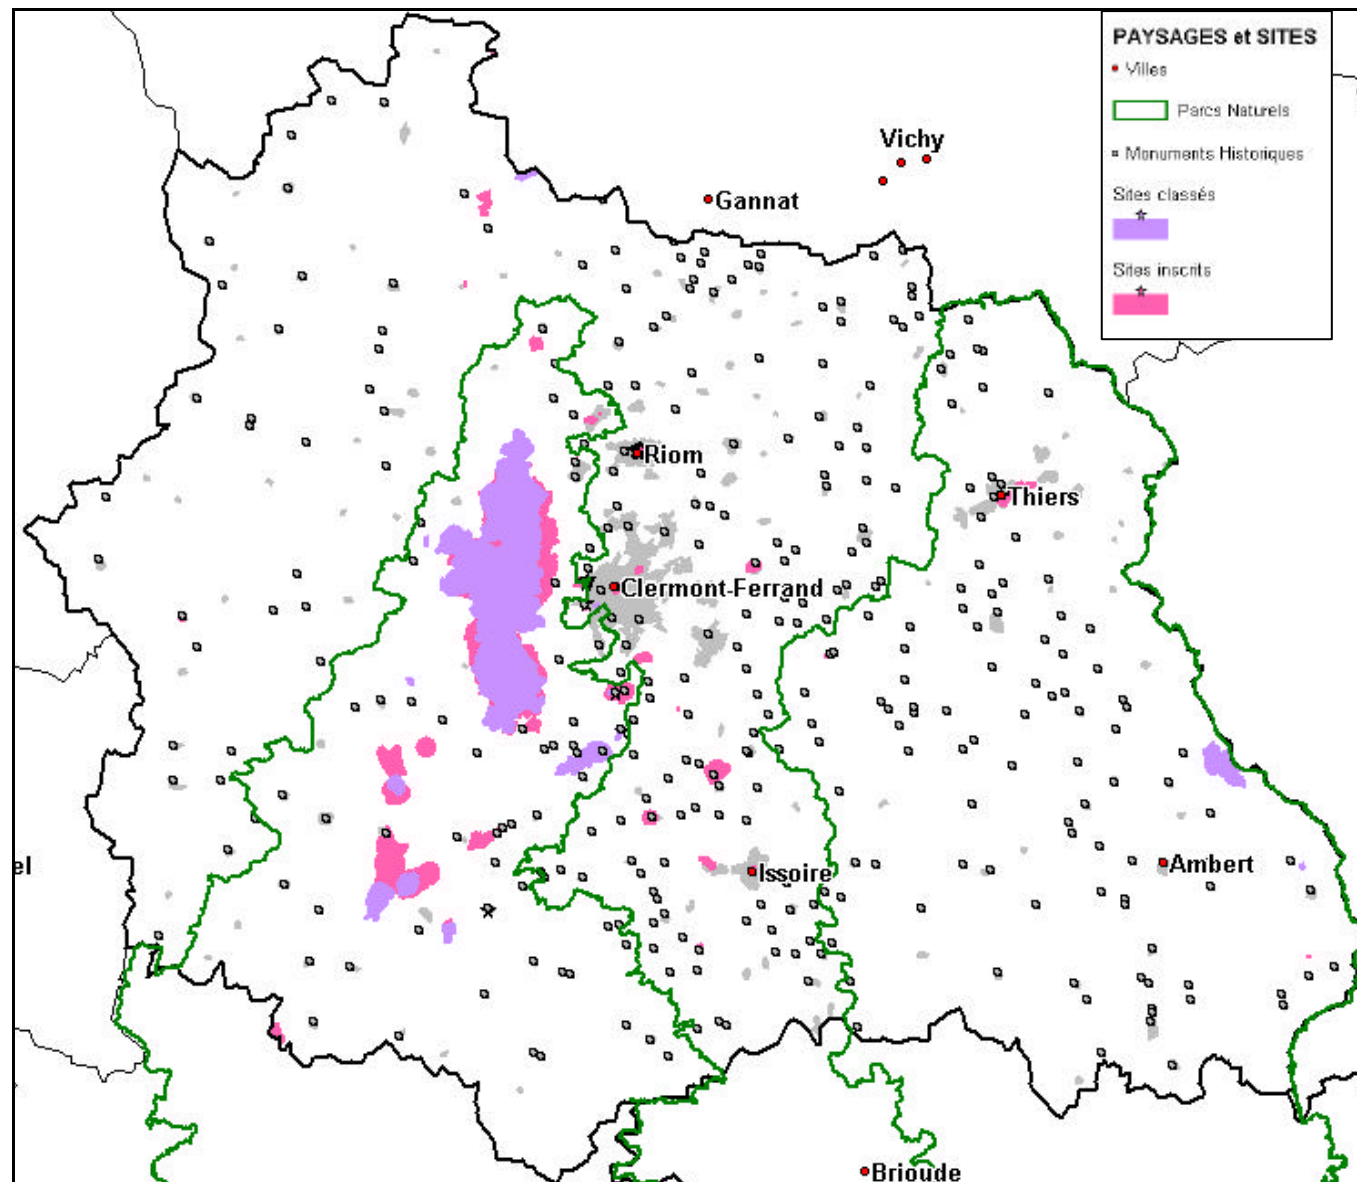 PAYSAGES et SITES
Villes
Parcs Naturels
Monuments Historiques
Sites classés
Sites inscrits
Vichy
Gannat
Riom
Thiers
Clermont-Ferrand
el
Issoire
Ambert
Brioude